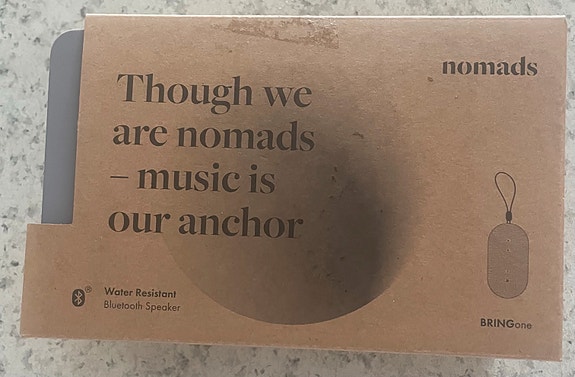 nomads
Though we
are nomads
– music is
our anchor
®
Water Resistant
Bluetooth Speaker
BRINGone